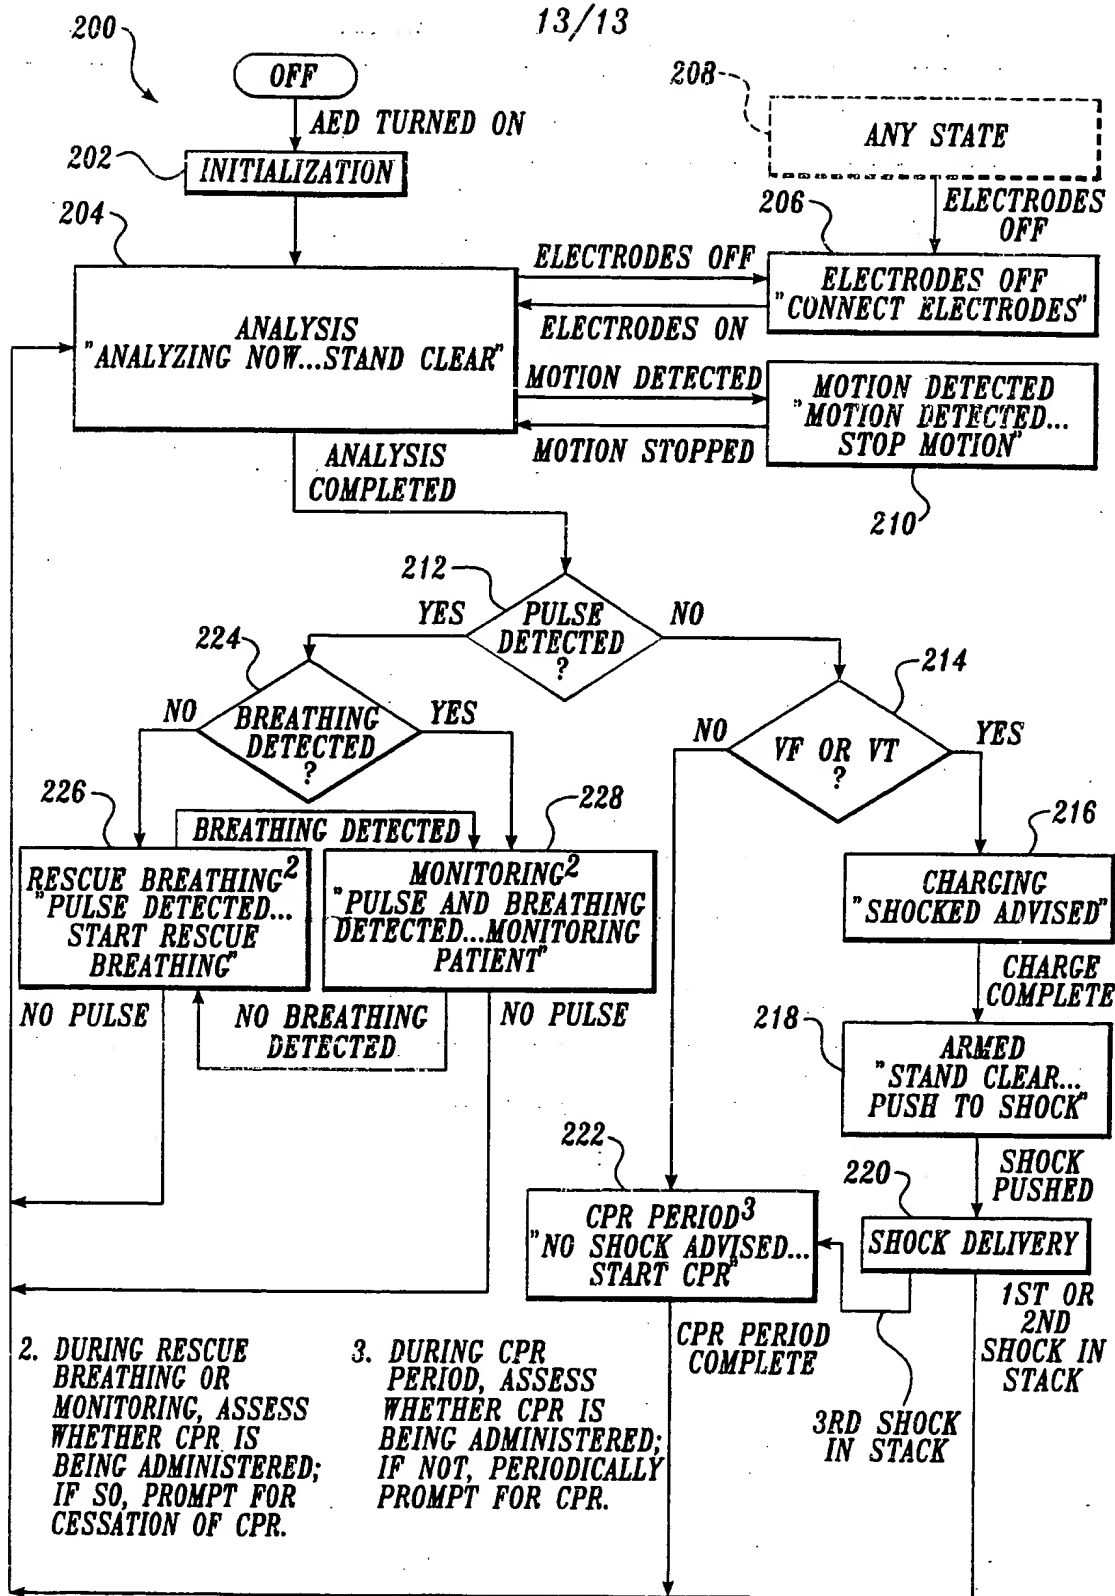 13/13
200
OFF
AED TURNED ON
202
INITIALIZATION
208
ANY STATE
ELECTRODES
OFF
204
206
ELECTRODES OFF
"CONNECT ELECTRODES"
ELECTRODES OFF
ELECTRODES ON
ANALYSIS
"ANALYZING NOW...STAND CLEAR"
MOTION DETECTED
MOTION STOPPED
MOTION DETECTED
"MOTION DETECTED...
STOP MOTION"
210
ANALYSIS
COMPLETED
212
PULSE
DETECTED
?
YES
NO
224
BREATHING
DETECTED
?
NO
YES
214
VF OR VT
?
NO
YES
226
BREATHING DETECTED
228
216
RESCUE BREATHING2
"PULSE DETECTED...
START RESCUE
BREATHING"
MONITORING2
"PULSE AND BREATHING
DETECTED...MONITORING
PATIENT"
CHARGING
"SHOCKED ADVISED"
CHARGE
COMPLETE
NO PULSE
NO BREATHING
DETECTED
NO PULSE
218
ARMED
"STAND CLEAR...
PUSH TO SHOCK"
SHOCK
PUSHED
222
220
CPR PERIOD3
"NO SHOCK ADVISED...
START CPR"
SHOCK DELIVERY
1ST OR
2ND
SHOCK IN
STACK
CPR PERIOD
COMPLETE
3RD SHOCK
IN STACK
2. DURING RESCUE
BREATHING OR
MONITORING, ASSESS
WHETHER CPR IS
BEING ADMINISTERED;
IF SO, PROMPT FOR
CESSATION OF CPR.
3. DURING CPR
PERIOD, ASSESS
WHETHER CPR IS
BEING ADMINISTERED;
IF NOT, PERIODICALLY
PROMPT FOR CPR.